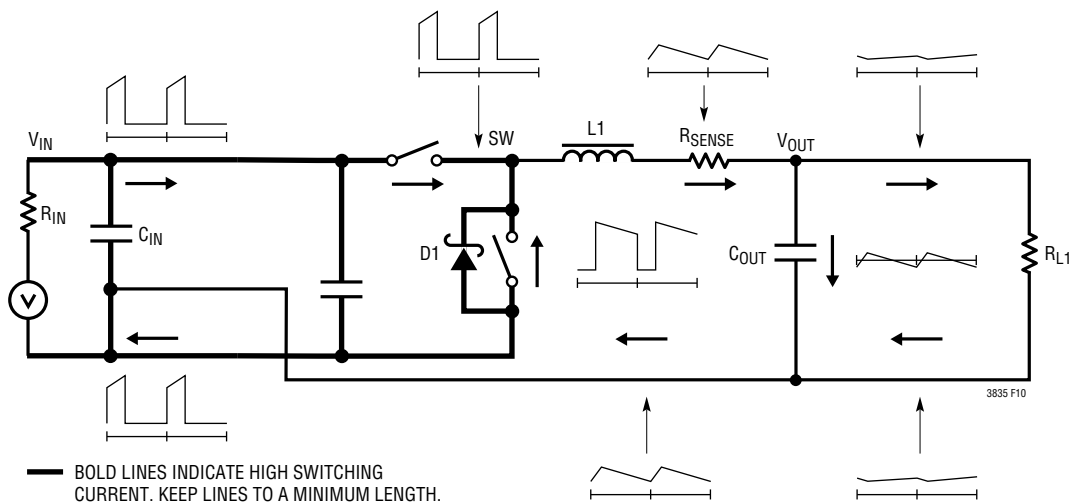 VIN
SW
L1
RSENSE
VOUT
RIN
CIN
D1
COUT
RL1
V
3835 F10
BOLD LINES INDICATE HIGH SWITCHING
CURRENT. KEEP LINES TO A MINIMUM LENGTH.